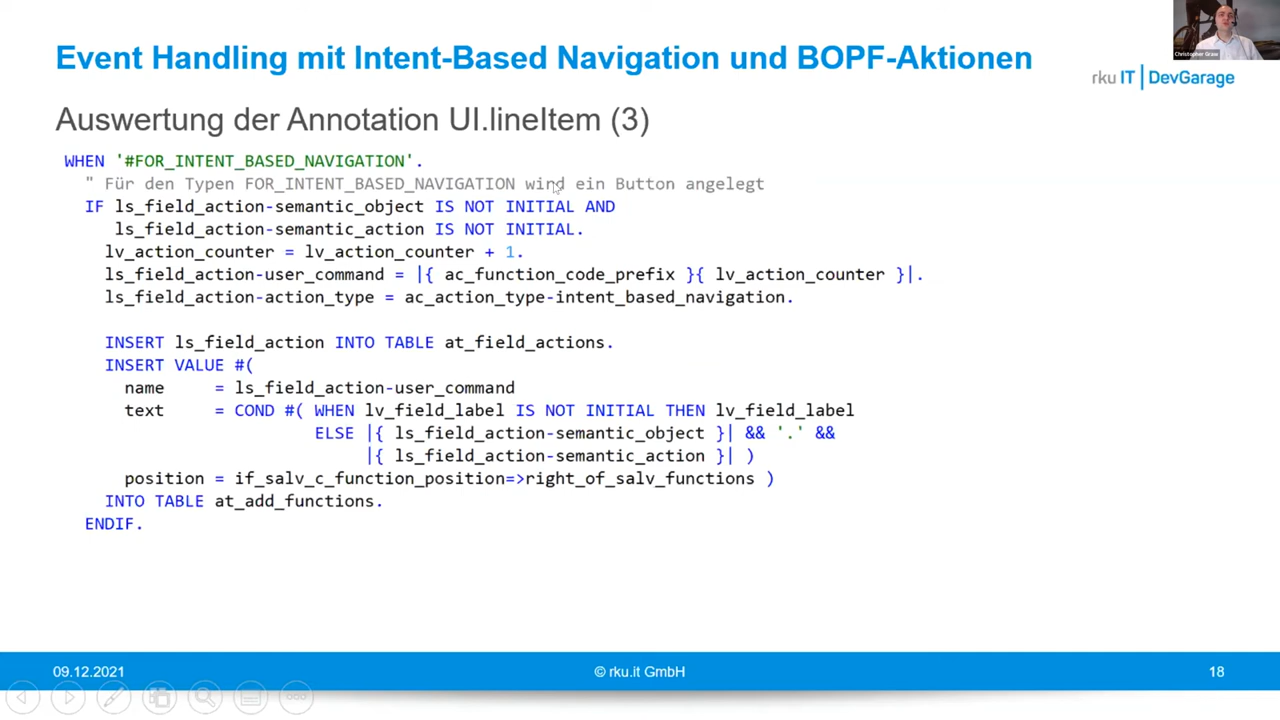 Event Handling mit Intent-Based Navigation und BOPF-Aktionen
rku IT | DevGarage
Auswertung der Annotation UI.lineItem (3)
WHEN '#FOR_INTENT_BASED_NAVIGATION'.
" Für den Typen FOR_INTENT_BASED_NAVIGATION wird ein Button angelegt
IF ls_field_action-semantic_object IS NOT INITIAL AND
ls_field_action-semantic_action IS NOT INITIAL.
lv_action_counter = lv_action_counter + 1.
ls_field_action-user_command = |{ ac_function_code_prefix }{ lv_action_counter }|.
ls_field_action-action_type = ac_action_type-intent_based_navigation.
INSERT ls_field_action INTO TABLE at_field_actions.
INSERT VALUE #(
name = ls_field_action-user_command
text = COND #( WHEN lv_field_label IS NOT INITIAL THEN lv_field_label
ELSE |{ ls_field_action-semantic_object }| && '.' &&
|{ ls_field_action-semantic_action }| )
position = if_salv_c_function_position=>right_of_salv_functions )
INTO TABLE at_add_functions.
ENDIF.
09.12.2021
© rku.it GmbH
18